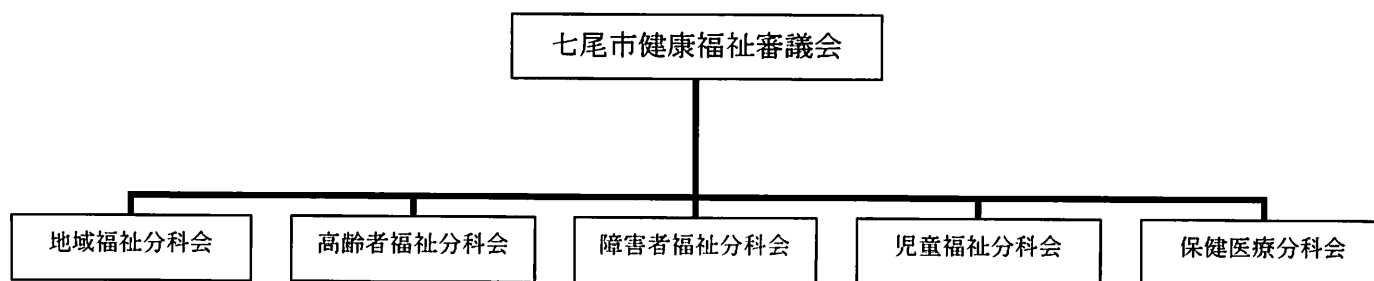 七尾市健康福祉審議会
地域福祉分科会
高齢者福祉分科会
障害者福祉分科会
児童福祉分科会
保健医療分科会